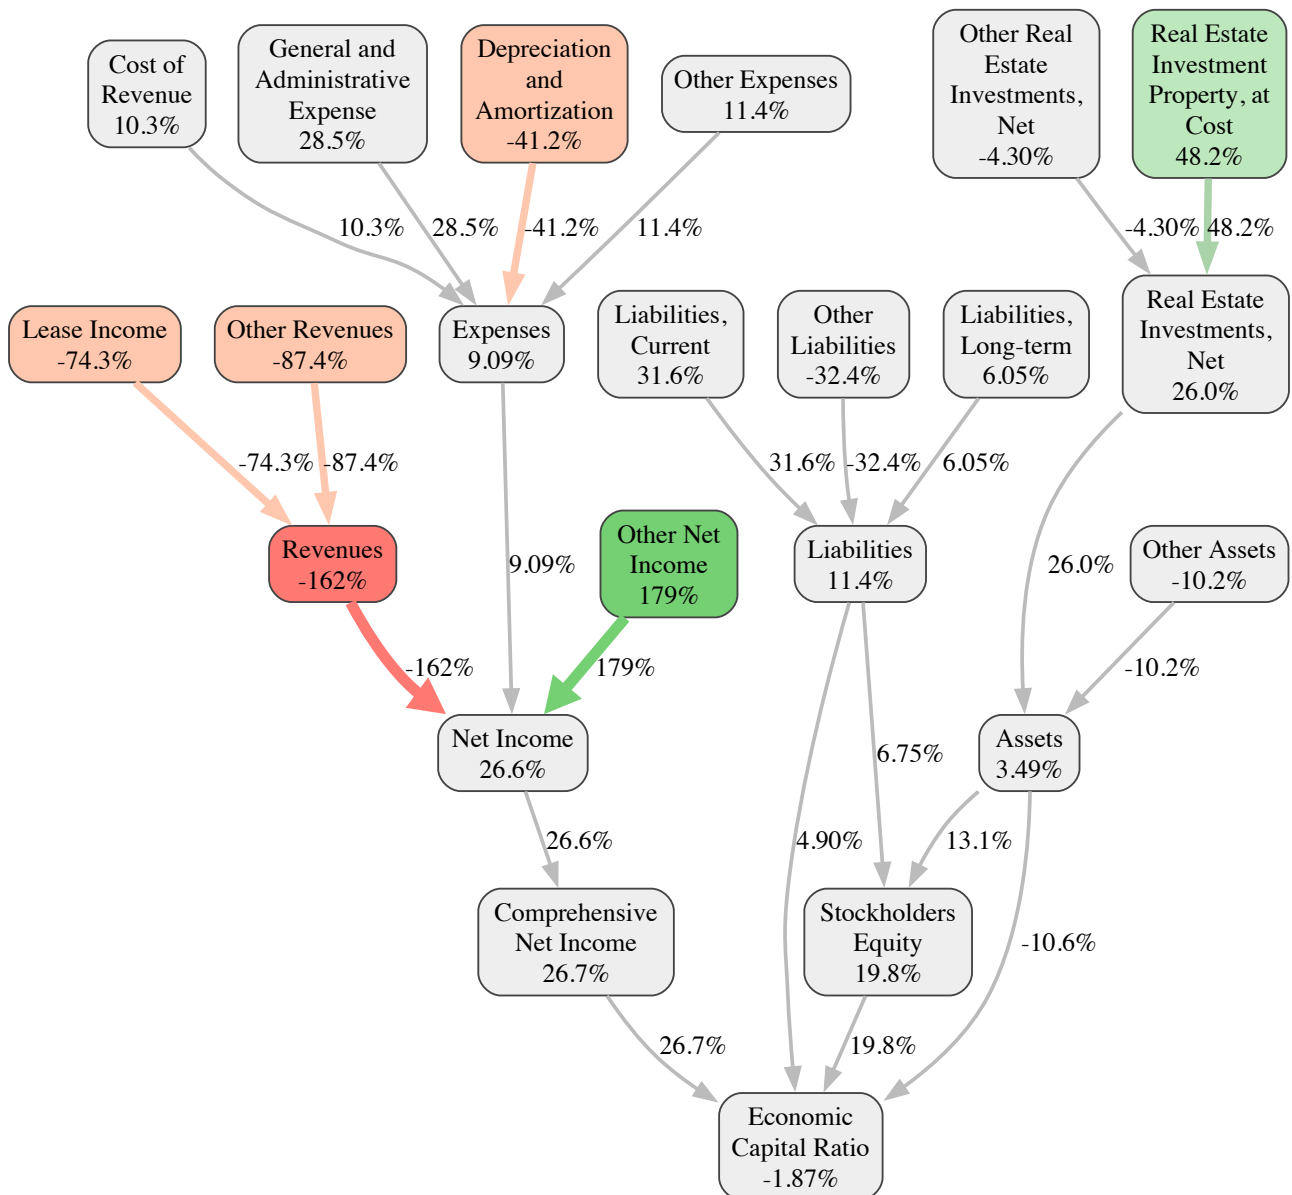 Cost of
Revenue
10.3%
General and
Administrative
Expense
28.5%
Depreciation
and
Amortization
-41.2%
Other Expenses
11.4%
Other Real
Estate
Investments,
Net
-4.30%
Real Estate
Investment
Property, at
Cost
48.2%
10.3%
28.5%
-41.2%
11.4%
-4.30%
48.2%
Lease Income
-74.3%
Other Revenues
-87.4%
Expenses
9.09%
Liabilities,
Current
31.6%
Other
Liabilities
-32.4%
Liabilities,
Long-term
6.05%
Real Estate
Investments,
Net
26.0%
-74.3%
-87.4%
31.6%
-32.4%
6.05%
Revenues
-162%
9.09%
Other Net
Income
179%
Liabilities
11.4%
26.0%
Other Assets
-10.2%
-162%
179%
-10.2%
Net Income
26.6%
6.75%
Assets
3.49%
26.6%
4.90%
13.1%
Comprehensive
Net Income
26.7%
Stockholders
Equity
19.8%
-10.6%
26.7%
19.8%
Economic
Capital Ratio
-1.87%